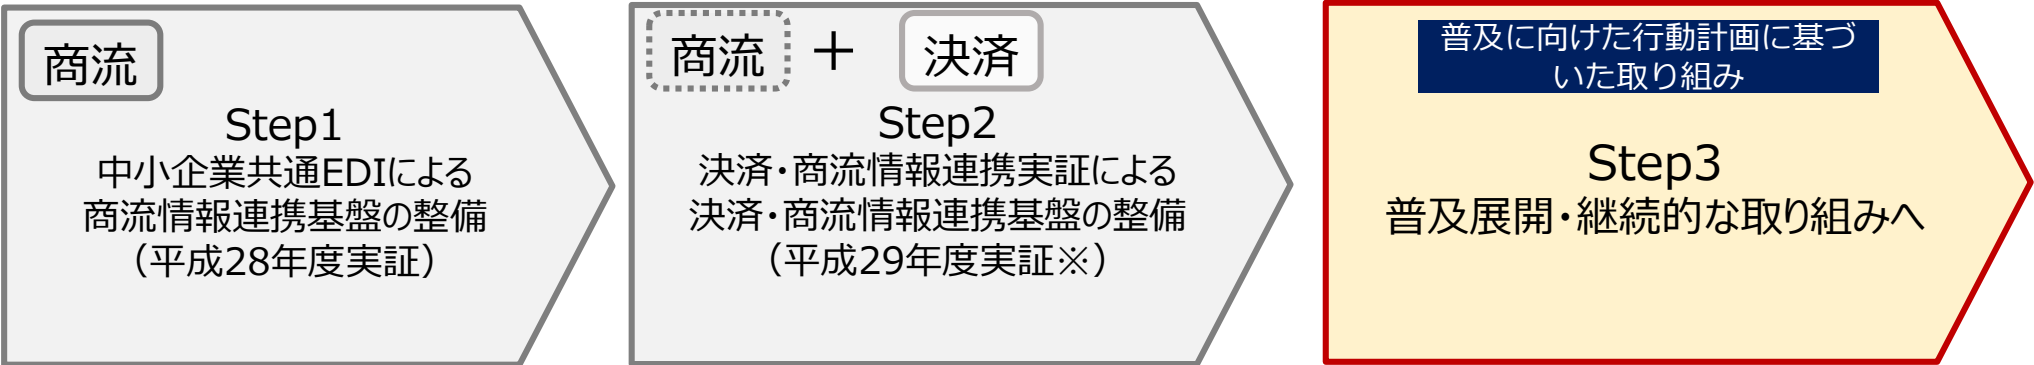 商流
Step1
中小企業共通EDIによる
商流情報連携基盤の整備
（平成28年度実証）
商流 ＋ 決済
Step2
決済・商流情報連携実証による
決済・商流情報連携基盤の整備
（平成29年度実証※）
普及に向けた行動計画に基づ
いた取り組み
Step3
普及展開・継続的な取り組みへ